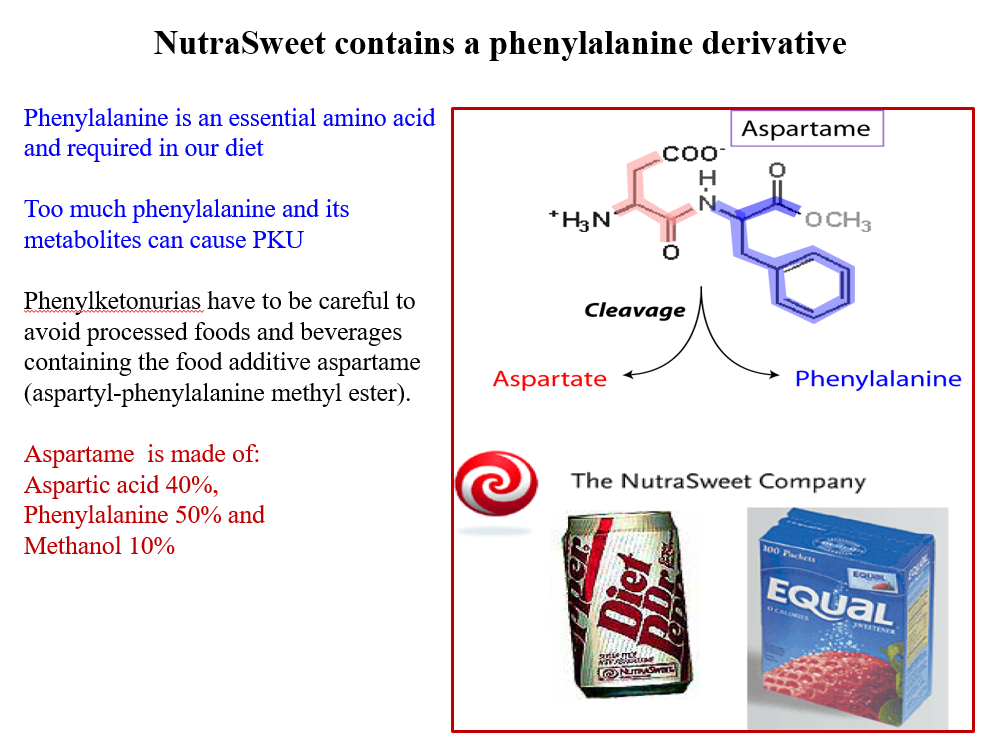 NutraSweet contains a phenylalanine derivative
Phenylalanine is an essential amino acid
and required in our diet
Too much phenylalanine and its
metabolites can cause PKU
Phenylketonurias have to be careful to
avoid processed foods and beverages
containing the food additive aspartame
(aspartyl-phenylalanine methyl ester).
Aspartame is made of:
Aspartic acid 40%,
Phenylalanine 50% and
Methanol 10%
Aspartame
COO-
H
N
O
+H3N
OCH3
O
Cleavage
Aspartate
Phenylalanine
The NutraSweet Company
Diet
Dr
Pepper
NutraSweet
100 Packets
EQUAL
EQUAL
0 CALORIES
SWEETENER